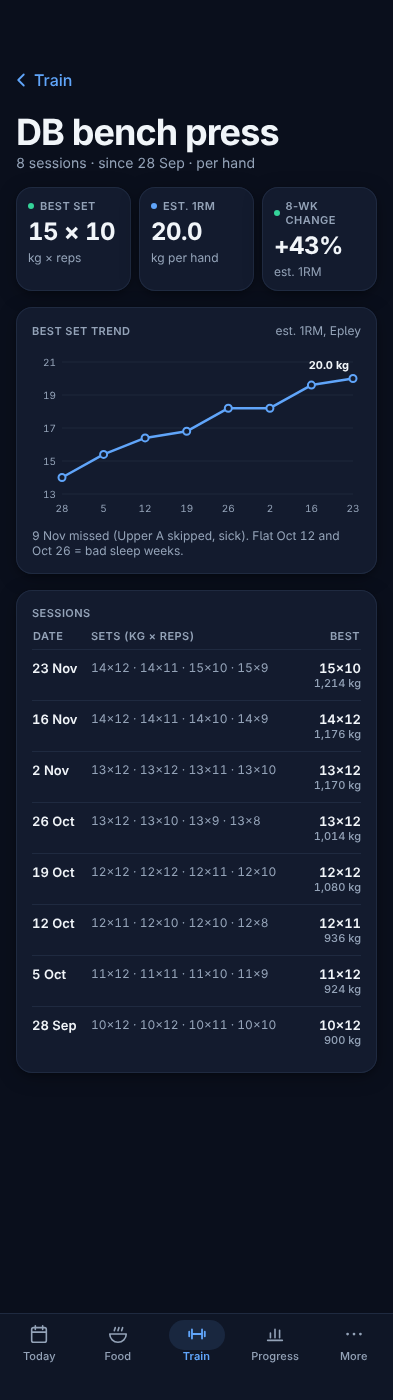 Train
DB bench press
8 sessions · since 28 Sep · per hand
BEST SET
15 × 10
kg × reps
EST. 1RM
20.0
kg per hand
8-WK
CHANGE
+43%
est. 1RM
BEST SET TREND
est. 1RM, Epley
20.0 kg
21
19
17
15
13
28 5 12 19 26 2 16 23
9 Nov missed (Upper A skipped, sick). Flat Oct 12 and
Oct 26 = bad sleep weeks.
SESSIONS
DATE SETS (KG × REPS) BEST
23 Nov 14×12 · 14×11 · 15×10 · 15×9 15×10
1,214 kg
16 Nov 14×12 · 14×11 · 14×10 · 14×9 14×12
1,176 kg
2 Nov 13×12 · 13×12 · 13×11 · 13×10 13×12
1,170 kg
26 Oct 13×12 · 13×10 · 13×9 · 13×8 13×12
1,014 kg
19 Oct 12×12 · 12×12 · 12×11 · 12×10 12×12
1,080 kg
12 Oct 12×11 · 12×10 · 12×10 · 12×8 12×11
936 kg
5 Oct 11×12 · 11×11 · 11×10 · 11×9 11×12
924 kg
28 Sep 10×12 · 10×12 · 10×11 · 10×10 10×12
900 kg
Today Food Train Progress More